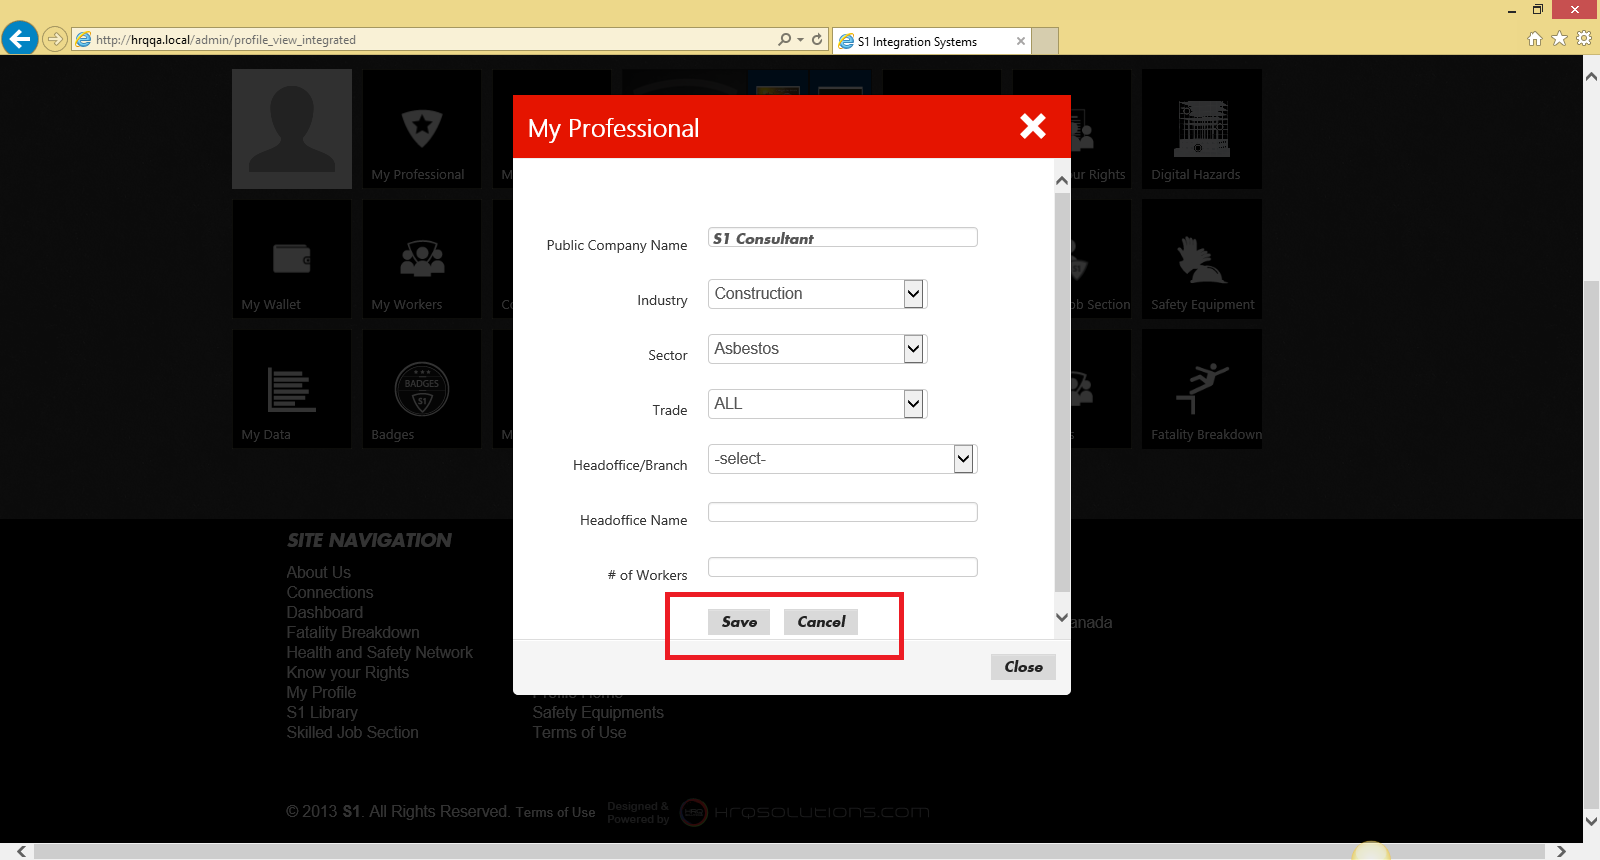 http://hrqqa.local/admin/profile_view_integrated
S1 Integration Systems
My Professional
My Professional
M
ur Rights
Digital Hazards
Public Company Name
S1 Consultant
Industry
Construction
My Wallet
My Workers
C
ob Section
Safety Equipment
Sector
Asbestos
Trade
ALL
BADGES
S1
My Data
Badges
M
s
Fatality Breakdown
Headoffice/Branch
-select-
Headoffice Name
# of Workers
Save
Cancel
Close
SITE NAVIGATION
About Us
Connections
Dashboard
Fatality Breakdown
Health and Safety Network
Know your Rights
My Profile
S1 Library
Skilled Job Section
anada
Safety Equipments
Terms of Use
© 2013 S1. All Rights Reserved. Terms of Use
Designed &
Powered by
HRQSOLUTIONS.COM